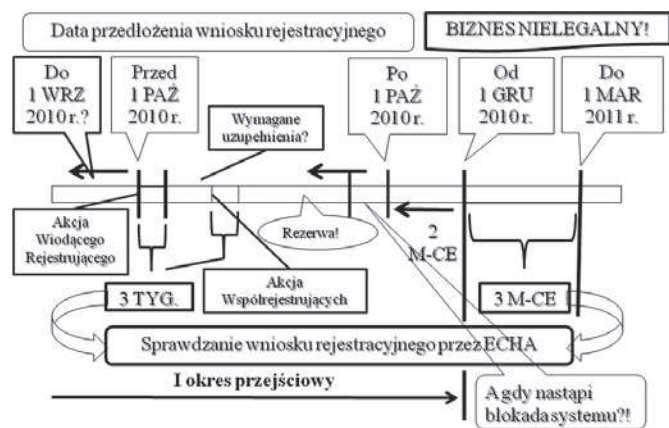 Data przedłożenia wniosku rejestracyjnego
BIZNES NIELEGALNY!
Do
1 WRZ
2010 r.?
Przed
1 PAŹ
2010 r.
Wymagane
uzupełnienia?
Po
1 PAŹ
2010 r.
Od
1 GRU
2010 r.
Do
1 MAR
2011 r.
Akcja
Wiodącego
Rejestrującego
Rezerwa!
2
M-CE
3 TYG.
Akcja
Współrejestrujących
3 M-CE
Sprawdzanie wniosku rejestracyjnego przez ECHA
I okres przejściowy
A gdy nastąpi
blokada systemu?!